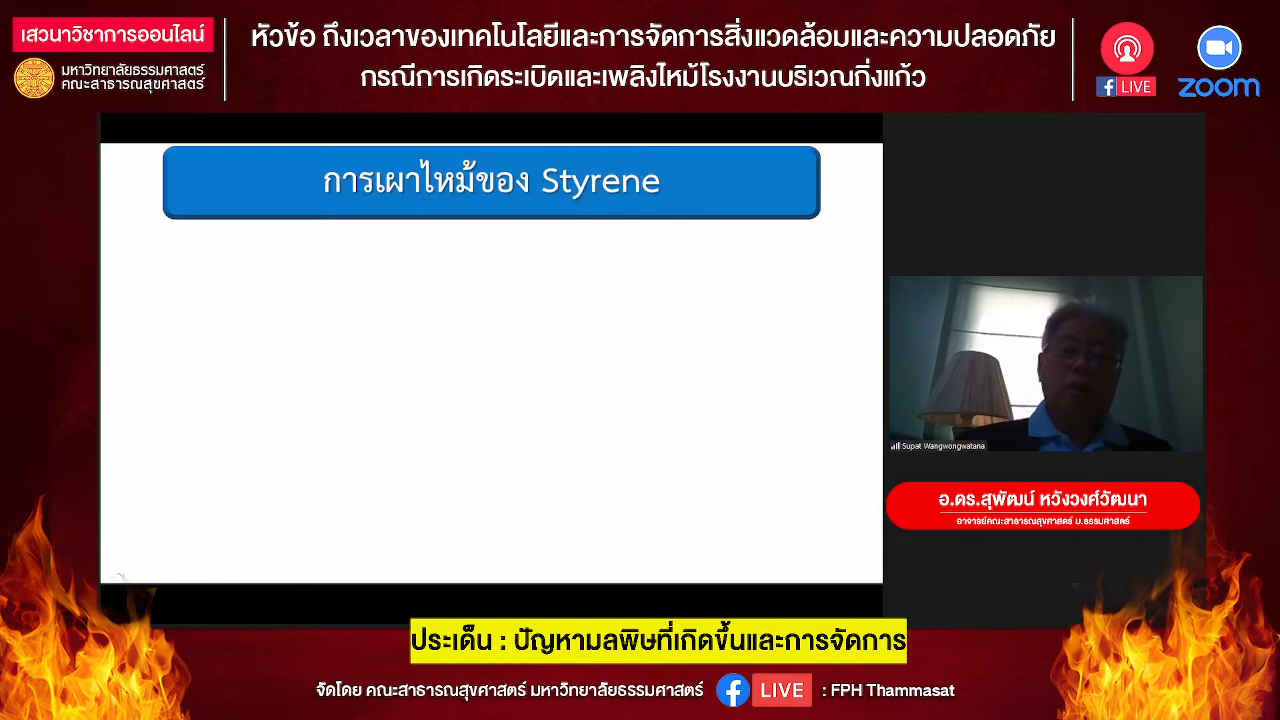 เสวนาวิชาการออนไลน์
มหาวิทยาลัยธรรมศาสตร์
คณะสาธารณสุขศาสตร์
หัวข้อ ถึงเวลาของเทคโนโลยีและการจัดการสิ่งแวดล้อมและความปลอดภัย
กรณีการเกิดระเบิดและเพลิงไหม้โรงงานบริเวณกิ่งแก้ว
f LIVE
zoom
การเผาไหม้ของ Styrene
Supat Wangwongwatana
อ.ดร.สุพัฒน์ หวังวงศ์วัฒนา
อาจารย์คณะสาธารณสุขศาสตร์ ม.ธรรมศาสตร์
ประเด็น : ปัญหามลพิษที่เกิดขึ้นและการจัดการ
จัดโดย คณะสาธารณสุขศาสตร์ มหาวิทยาลัยธรรมศาสตร์ f LIVE : FPH Thammasat